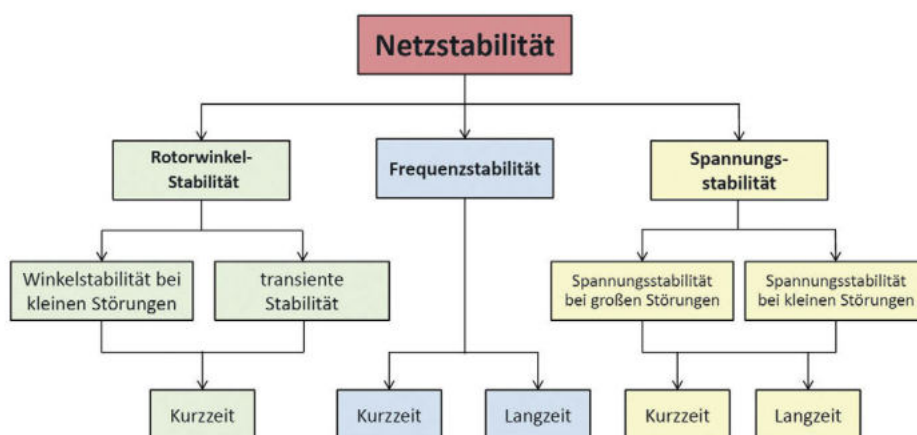 Netzstabilität
Rotorwinkel-
Stabilität
Frequenzstabilität
Spannungs-
stabilität
Winkelstabilität bei
kleinen Störungen
transiente
Stabilität
Spannungsstabilität
bei großen Störungen
Spannungsstabilität
bei kleinen Störungen
Kurzzeit
Kurzzeit
Langzeit
Kurzzeit
Langzeit